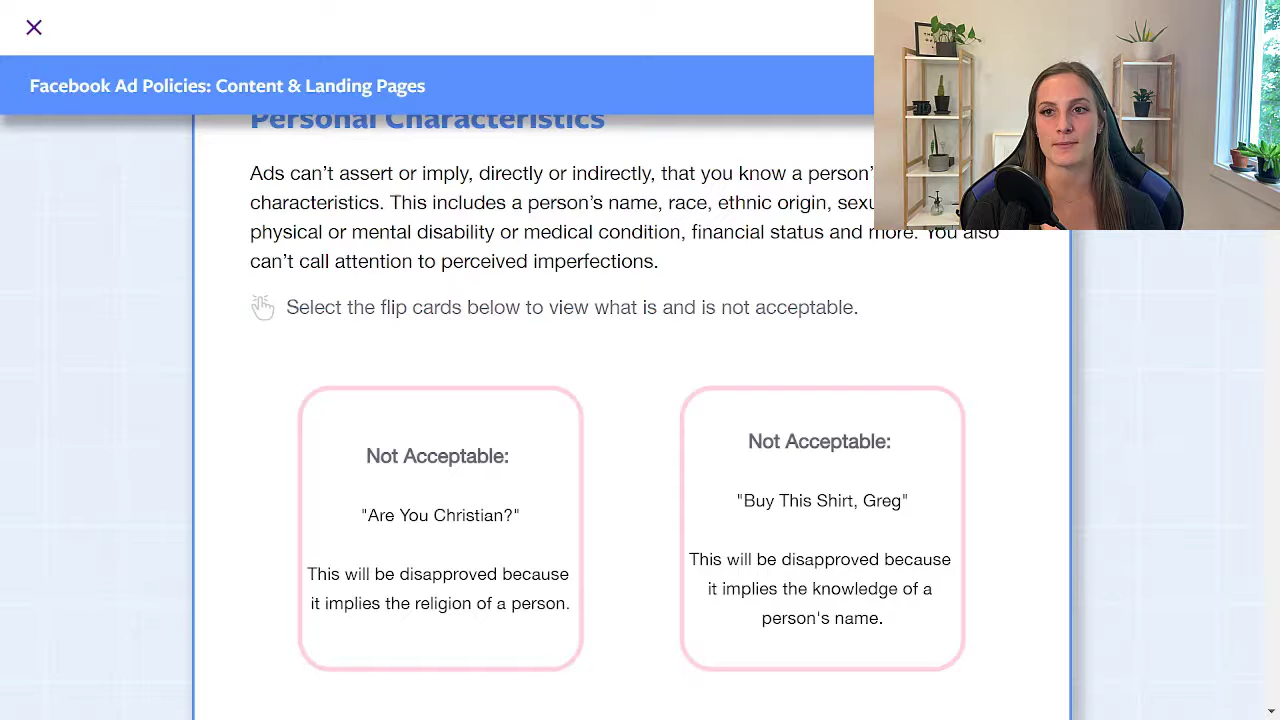 Facebook Ad Policies: Content & Landing Pages
Personal Characteristics
Ads can’t assert or imply, directly or indirectly, that you know a person’
characteristics. This includes a person’s name, race, ethnic origin,
physical or mental disability or medical condition, financial status and more. You also
can’t call attention to perceived imperfections.
Select the flip cards below to view what is and is not acceptable.
Not Acceptable:
"Are You Christian?"
This will be disapproved because
it implies the religion of a person.
Not Acceptable:
"Buy This Shirt, Greg"
This will be disapproved because
it implies the knowledge of a
person's name.